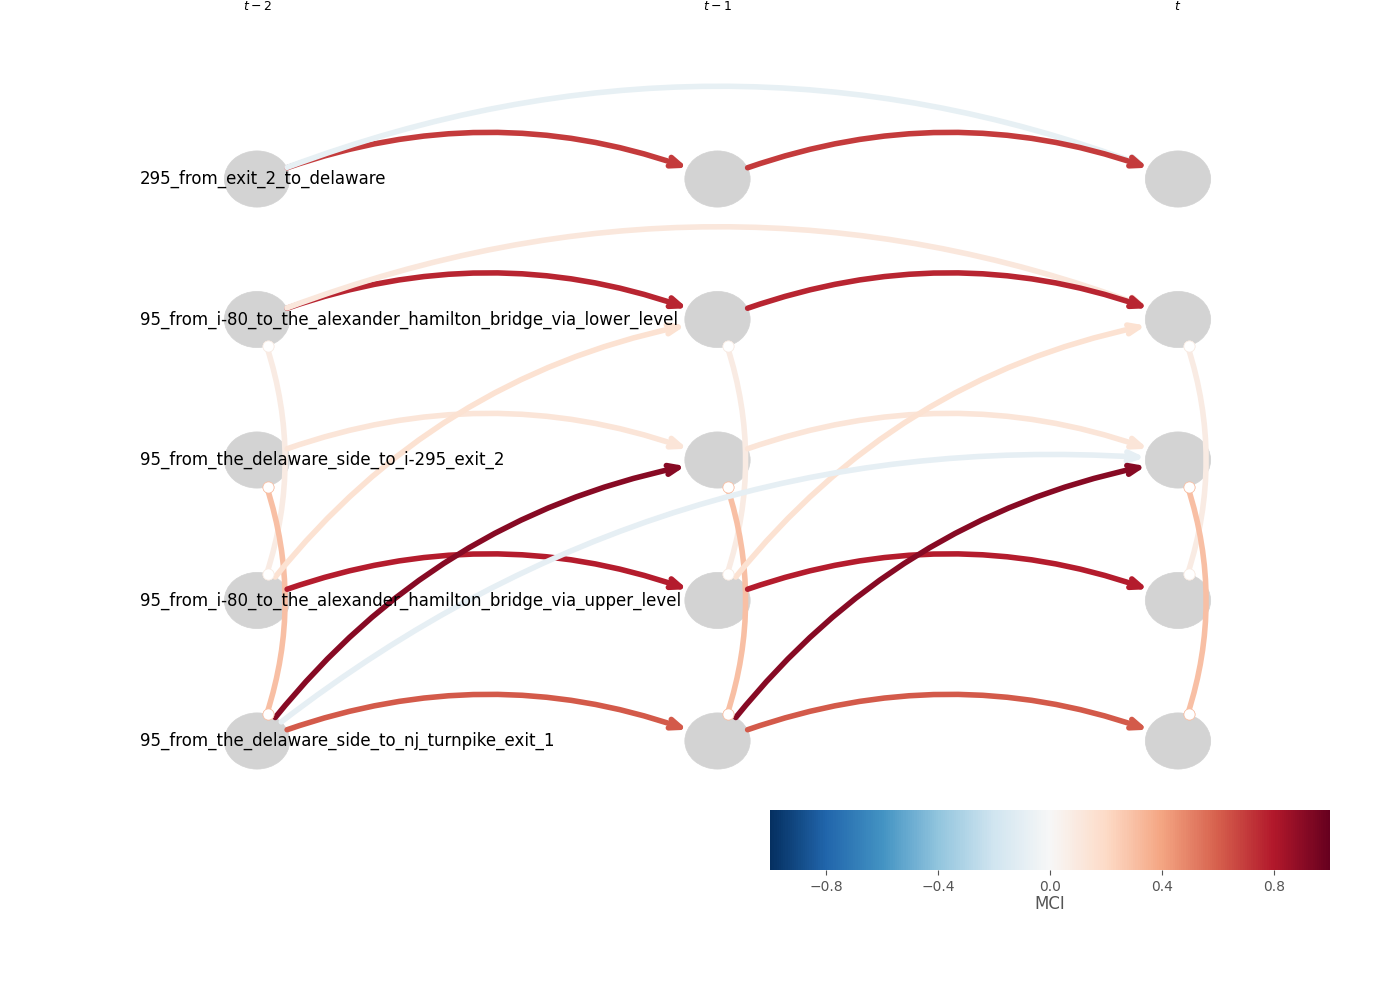 t − 2 t − 1 t
295_from_exit_2_to_delaware
95_from_i-80_to_the_alexander_hamilton_bridge_via_lower_level
95_from_the_delaware_side_to_i-295_exit_2
95_from_i-80_to_the_alexander_hamilton_bridge_via_upper_level
95_from_the_delaware_side_to_nj_turnpike_exit_1
−0.8 −0.4 0.0 0.4 0.8
MCI